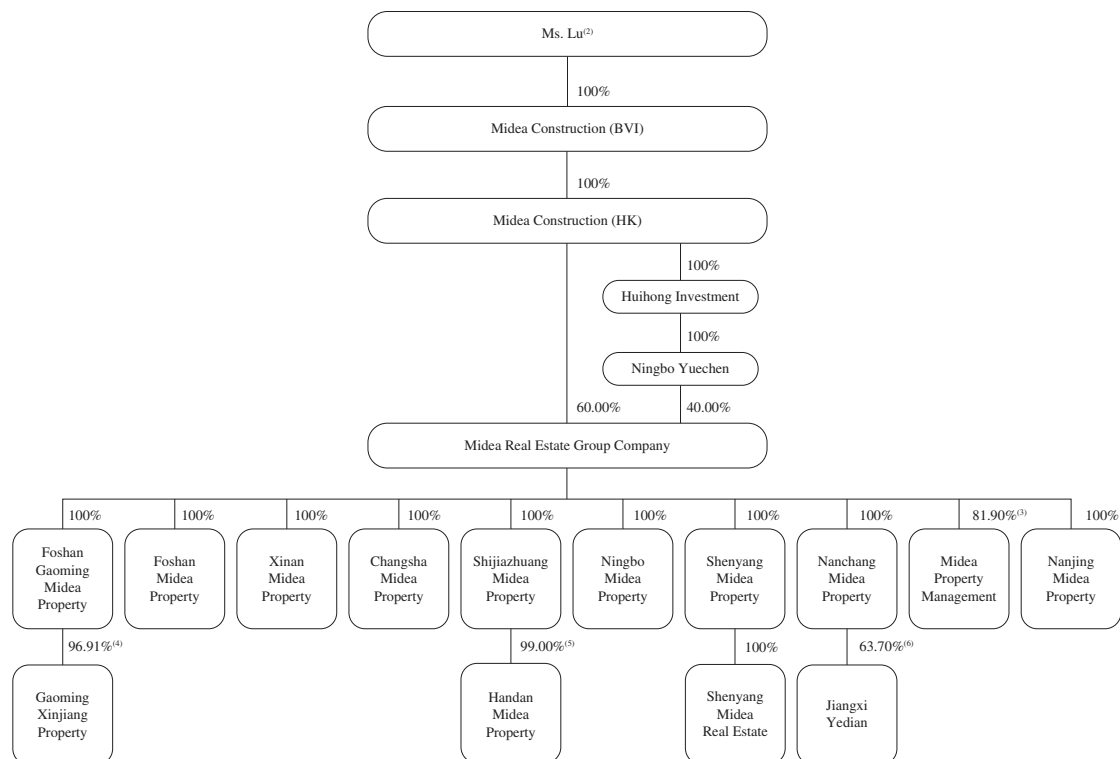 Ms. Lu(2)
100%
Midea Construction (BVI)
100%
Midea Construction (HK)
100%
Huihong Investment
100%
Ningbo Yuechen
60.00%
40.00%
Midea Real Estate Group Company
100%
100%
100%
100%
100%
100%
100%
100%
81.90%(3)
100%
Foshan
Gaoming
Midea
Property
Foshan
Midea
Property
Xinan
Midea
Property
Changsha
Midea
Property
Shijiazhuang
Midea
Property
Ningbo
Midea
Property
Shenyang
Midea
Property
Nanchang
Midea
Property
Midea
Property
Management
Nanjing
Midea
Property
96.91%(4)
99.00%(5)
100%
63.70%(6)
Gaoming
Xinjiang
Property
Handan
Midea
Property
Shenyang
Midea
Real Estate
Jiangxi
Yedian